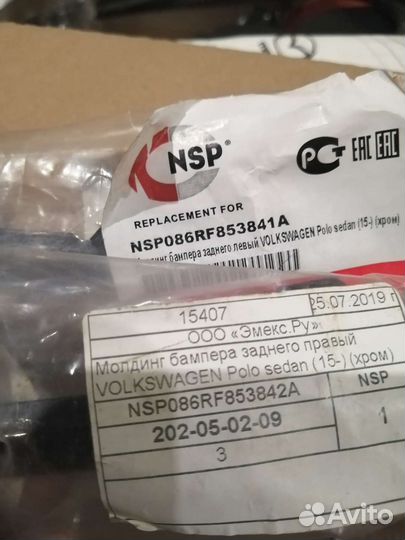 NSP®
РСТ EAC EAC
REPLACEMENT FOR
NSP086RF853841A
Молдинг бампера заднего левый VOLKSWAGEN Polo sedan (15-) (хром)
15407
25.07.2019 г
ООО «Эмекс.Ру»
Молдинг бампера заднего правый
VOLKSWAGEN Polo sedan (15-) (хром)
NSP086RF853842A
NSP
202-05-02-09
1
3
Avito